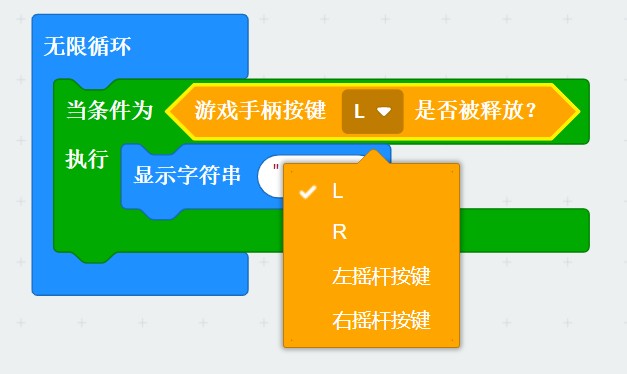 无限循环
当条件为 游戏手柄按键 L 是否被释放？
执行
显示字符串 "
L
R
左摇杆按键
右摇杆按键